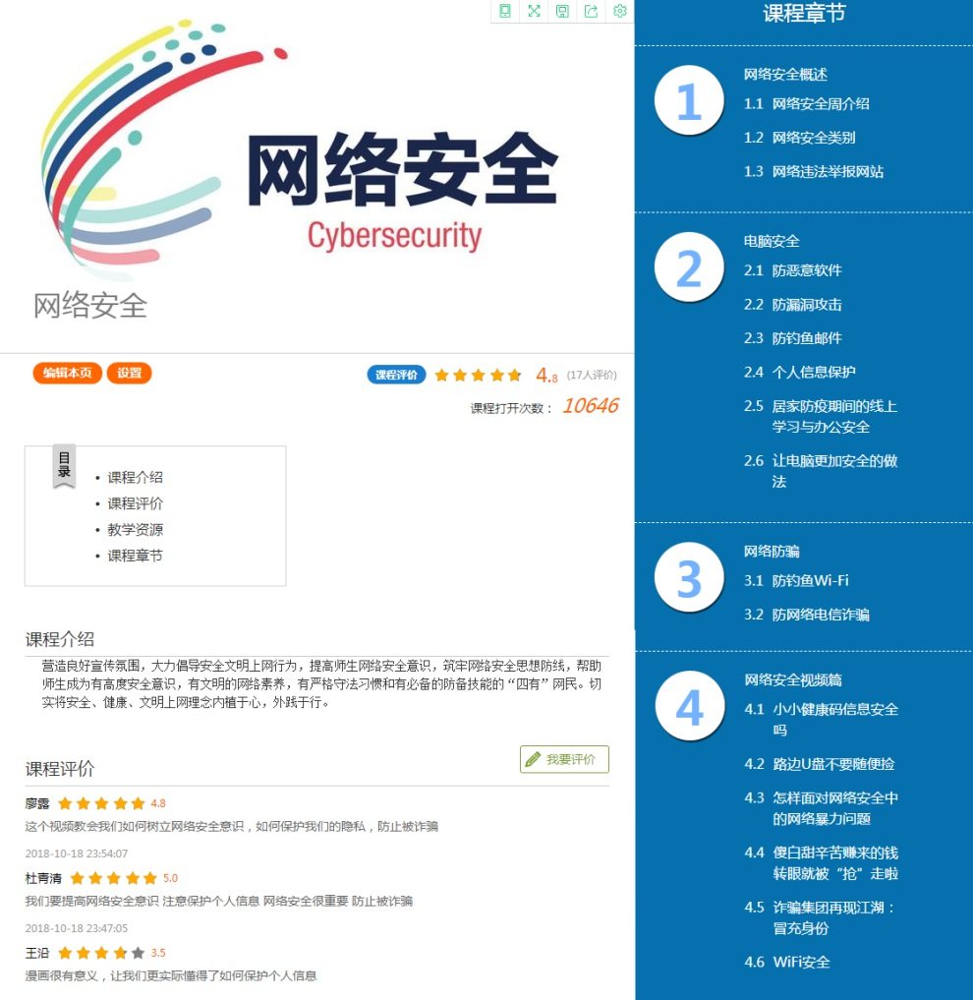 网络安全
Cybersecurity
网络安全
编辑本页 设置
课程评价 4.8 (17人评价)
课程打开次数： 10646
目录
• 课程介绍
• 课程评价
• 教学资源
• 课程章节
课程介绍
营造良好宣传氛围，大力倡导安全文明上网行为，提高师生网络安全意识，筑牢网络安全思想防线，帮助
师生成为有高度安全意识，有文明的网络素养，有严格守法习惯和有必备的防备技能的“四有”网民。切
实将安全、健康、文明上网理念内植于心，外践于行。
课程评价
我要评价
廖露 4.8
这个视频教会我们如何树立网络安全意识，如何保护我们的隐私，防止被诈骗
2018-10-18 23:54:07
杜青清 5.0
我们要提高网络安全意识 注意保护个人信息 网络安全很重要 防止被诈骗
2018-10-18 23:47:05
王沿 3.5
漫画很有意义，让我们更实际懂得了如何保护个人信息
课程章节
1
网络安全概述
1.1 网络安全周介绍
1.2 网络安全类别
1.3 网络违法举报网站
2
电脑安全
2.1 防恶意软件
2.2 防漏洞攻击
2.3 防钓鱼邮件
2.4 个人信息保护
2.5 居家防疫期间的线上
学习与办公安全
2.6 让电脑更加安全的做
法
3
网络防骗
3.1 防钓鱼Wi-Fi
3.2 防网络电信诈骗
4
网络安全视频篇
4.1 小小健康码信息安全
吗
4.2 路边U盘不要随便捡
4.3 怎样面对网络安全中
的网络暴力问题
4.4 傻白甜辛苦赚来的钱
转眼就被“抢”走啦
4.5 诈骗集团再现江湖：
冒充身份
4.6 WiFi安全